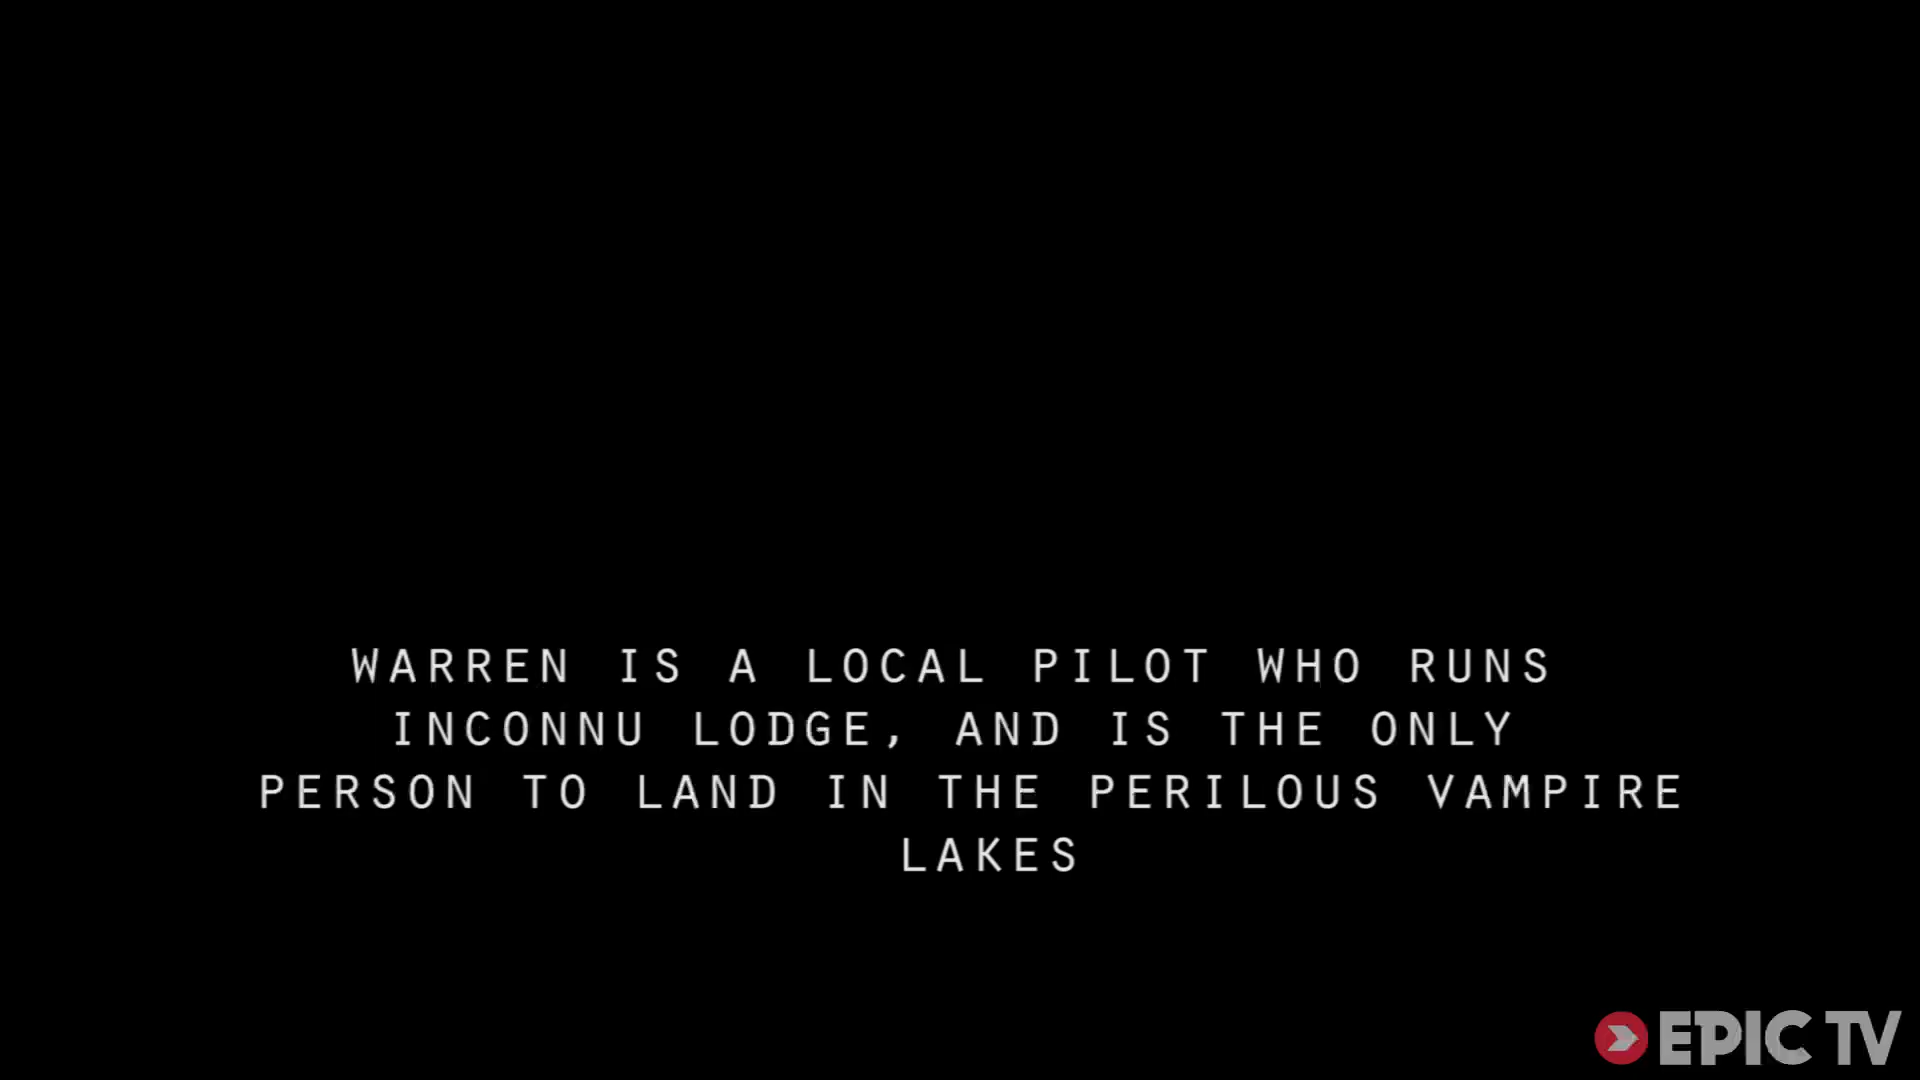 WARREN IS A LOCAL PILOT WHO RUNS
INCONNU LODGE, AND IS THE ONLY
PERSON TO LAND IN THE PERILOUS VAMPIRE
LAKES
EPIC TV